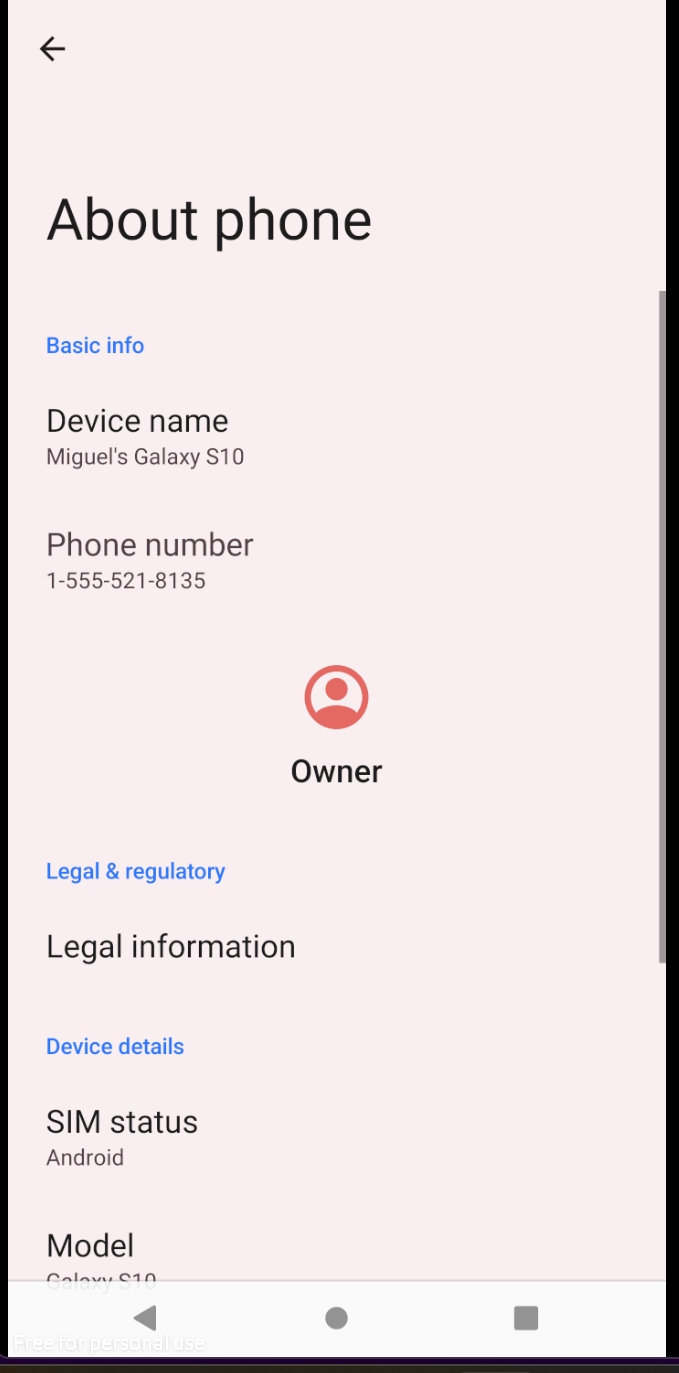 About phone
Basic info
Device name
Miguel's Galaxy S10
Phone number
1-555-521-8135
Owner
Legal & regulatory
Legal information
Device details
SIM status
Android
Model
Galaxy S10
Free for personal use